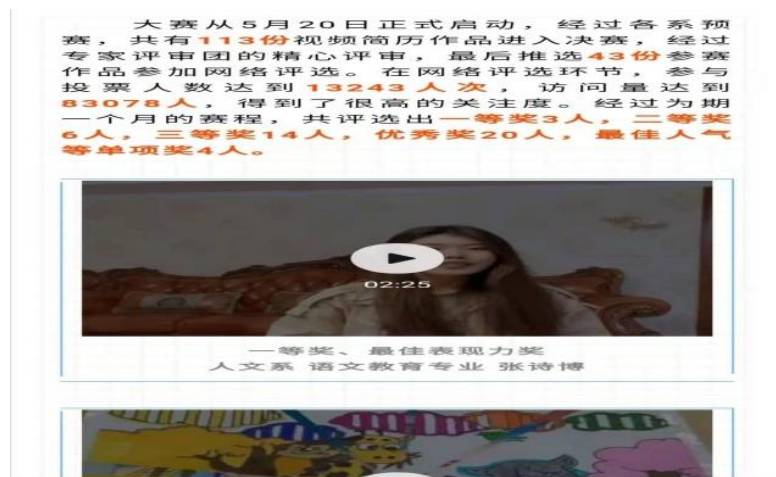 大赛从5月20日正式启动，经过各系预
赛，共有113份视频简历作品进入决赛，经过
专家评审团的精心评审，最后推选43份参赛
作品参加网络评选。在网络评选环节，参与
投票人数达到13243人次，访问量达到
83078人，得到了很高的关注度。经过为期
一个月的赛程，共评选出一等奖3人，二等奖
6人，三等奖14人，优秀奖20人，最佳人气
等单项奖4人。
02:25
一等奖、最佳表现力奖
人文系 语文教育专业 张诗博